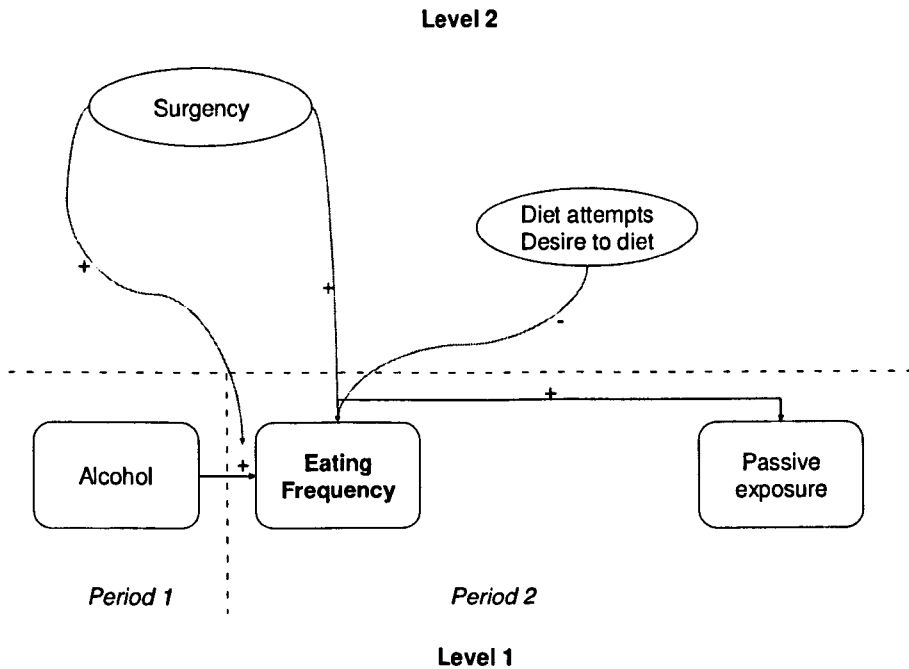 Level 2
Surgency
Diet attempts
Desire to diet
+
+
-
+
Alcohol
+
Eating
Frequency
Passive
exposure
Period 1
Period 2
Level 1